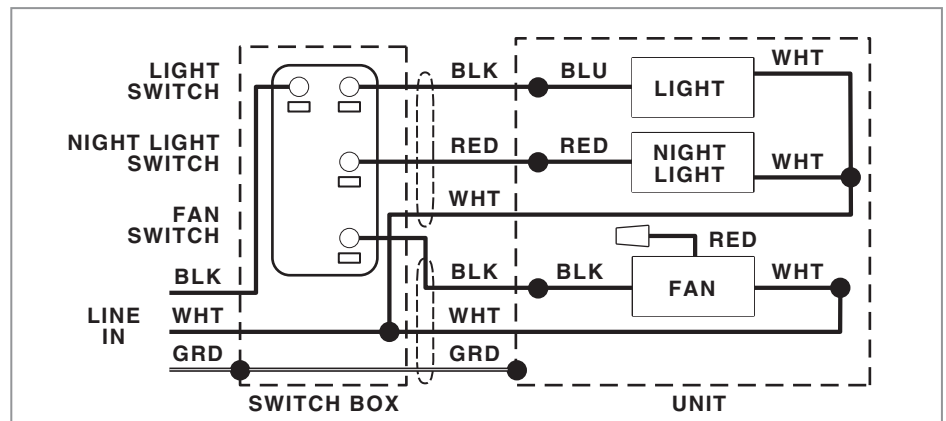 LIGHT
SWITCH
BLK
BLU
LIGHT
WHT
NIGHT LIGHT
SWITCH
RED
RED
NIGHT
LIGHT
WHT
FAN
SWITCH
WHT
RED
BLK
BLK
BLK
FAN
WHT
LINE
IN
WHT
WHT
GRD
GRD
SWITCH BOX
UNIT